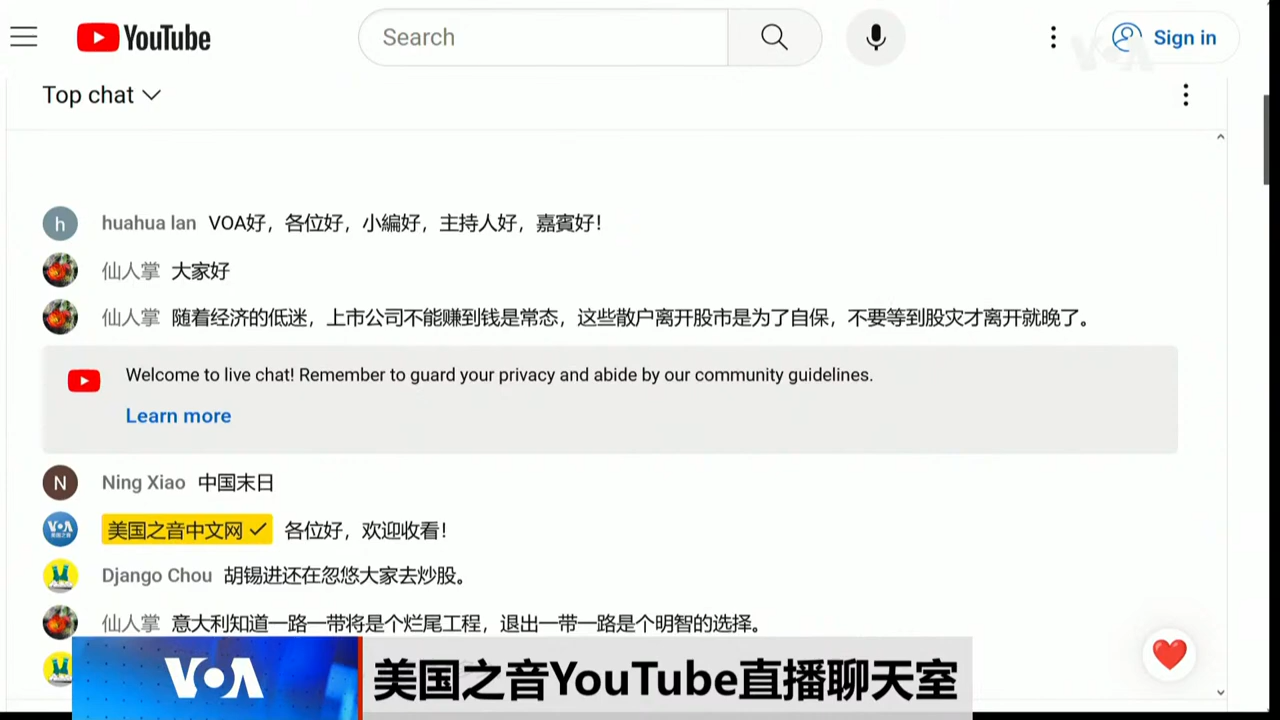 YouTube
Search
VOA
Sign in
Top chat
h
huahua lan VOA好，各位好，小編好，主持人好，嘉賓好！
仙人掌 大家好
仙人掌 随着经济的低迷，上市公司不能赚到钱是常态，这些散户离开股市是为了自保，不要等到股灾才离开就晚了。
Welcome to live chat! Remember to guard your privacy and abide by our community guidelines.
Learn more
N
Ning Xiao 中国末日
VOA 美国之音
美国之音中文网 各位好，欢迎收看！
Django Chou 胡锡进还在忽悠大家去炒股。
仙人掌 意大利知道一路一带将是个烂尾工程，退出一带一路是个明智的选择。
VOA
美国之音YouTube直播聊天室